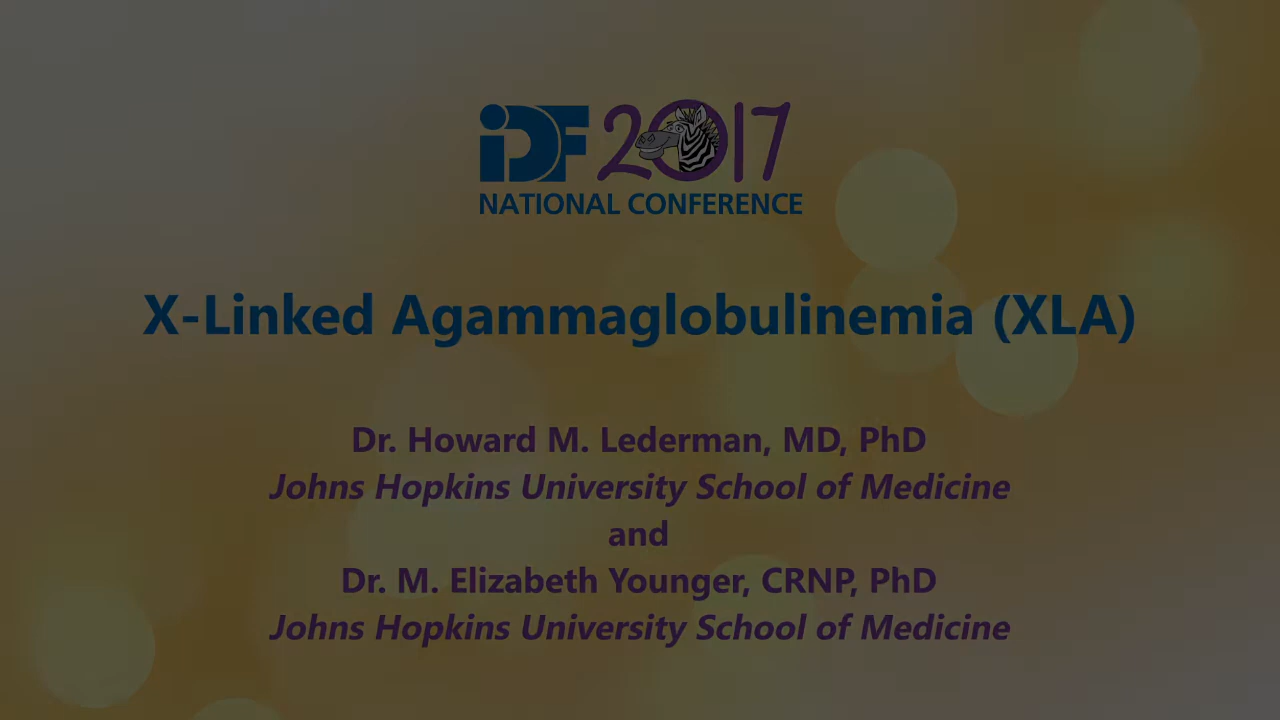 iDF 2017
NATIONAL CONFERENCE
X-Linked Agammaglobulinemia (XLA)
Dr. Howard M. Lederman, MD, PhD
Johns Hopkins University School of Medicine
and
Dr. M. Elizabeth Younger, CRNP, PhD
Johns Hopkins University School of Medicine